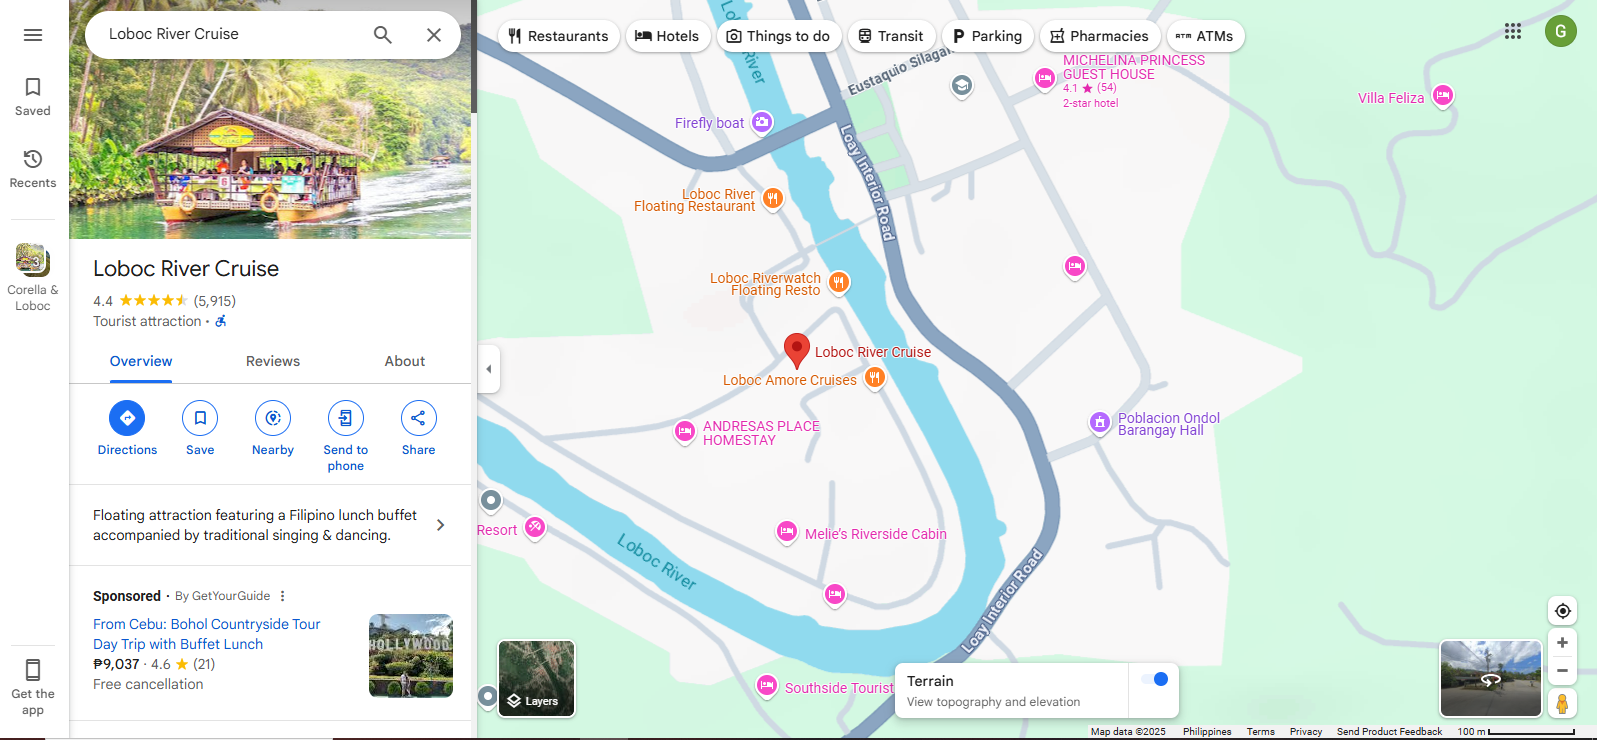 Loboc River Cruise
Saved
Recents
3
Corella &
Loboc
Get the
app
Loboc River Cruise
4.4
(5,915)
Tourist attraction ·
Overview
Reviews
About
Directions
Save
Nearby
Send to
phone
Share
Floating attraction featuring a Filipino lunch buffet
accompanied by traditional singing & dancing.
Sponsored · By GetYourGuide
From Cebu: Bohol Countryside Tour
Day Trip with Buffet Lunch
₱9,037 · 4.6 ★ (21)
Free cancellation
HOLLYWOOD
Restaurants
Hotels
Things to do
Transit
Parking
Pharmacies
ATM ATMs
G
Loboc River
Eustaquio Silagan
MICHELINA PRINCESS
GUEST HOUSE
4.1 ★ (54)
2-star hotel
Villa Feliza
Firefly boat
Loay Interior Road
Loboc River
Floating Restaurant
Loboc Riverwatch
Floating Resto
Loboc River Cruise
Loboc Amore Cruises
ANDRESAS PLACE
HOMESTAY
Poblacion Ondol
Barangay Hall
Resort
Loboc River
Melie's Riverside Cabin
Loay Interior Road
Southside Tourist
Layers
Terrain
View topography and elevation
Map data ©2025
Philippines
Terms
Privacy
Send Product Feedback
100 m